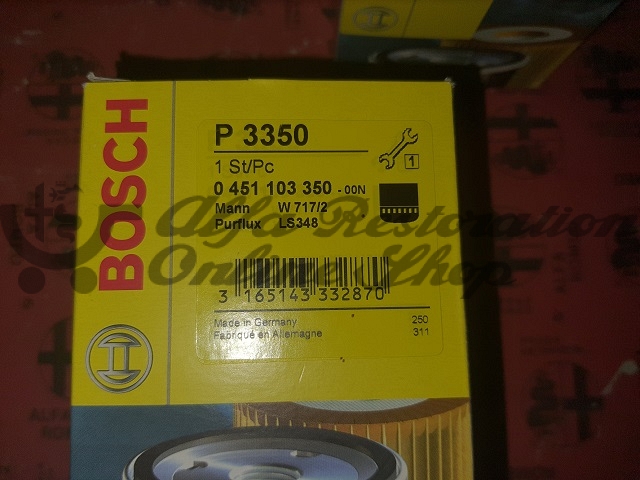 BOSCH
P 3350
1 St/Pc
0 451 103 350 - 00N
1
Mann W 717/2
Purflux LS348
Alfa Restoration
Online Shop
3 165143 332870
Made in Germany 250
Fabriqué en Allemagne 311